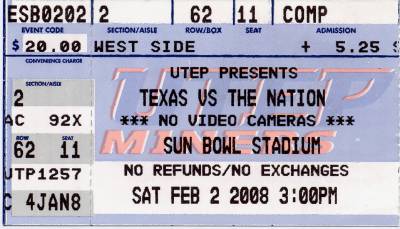 ESB0202 2 62 11 COMP
EVENT CODE SECTION/AISLE ROW/BOX SEAT ADMISSION
$20.00 WEST SIDE + 5.25
CONVENIENCE CHARGE
SECTION/AISLE
UTEP PRESENTS
2 TEXAS VS THE NATION
AC 92X *** NO VIDEO CAMERAS ***
ROW SEAT
62 11 SUN BOWL STADIUM
UTP1257 NO REFUNDS/NO EXCHANGES
C 4JAN8 SAT FEB 2 2008 3:00PM
UTEP
MINERS